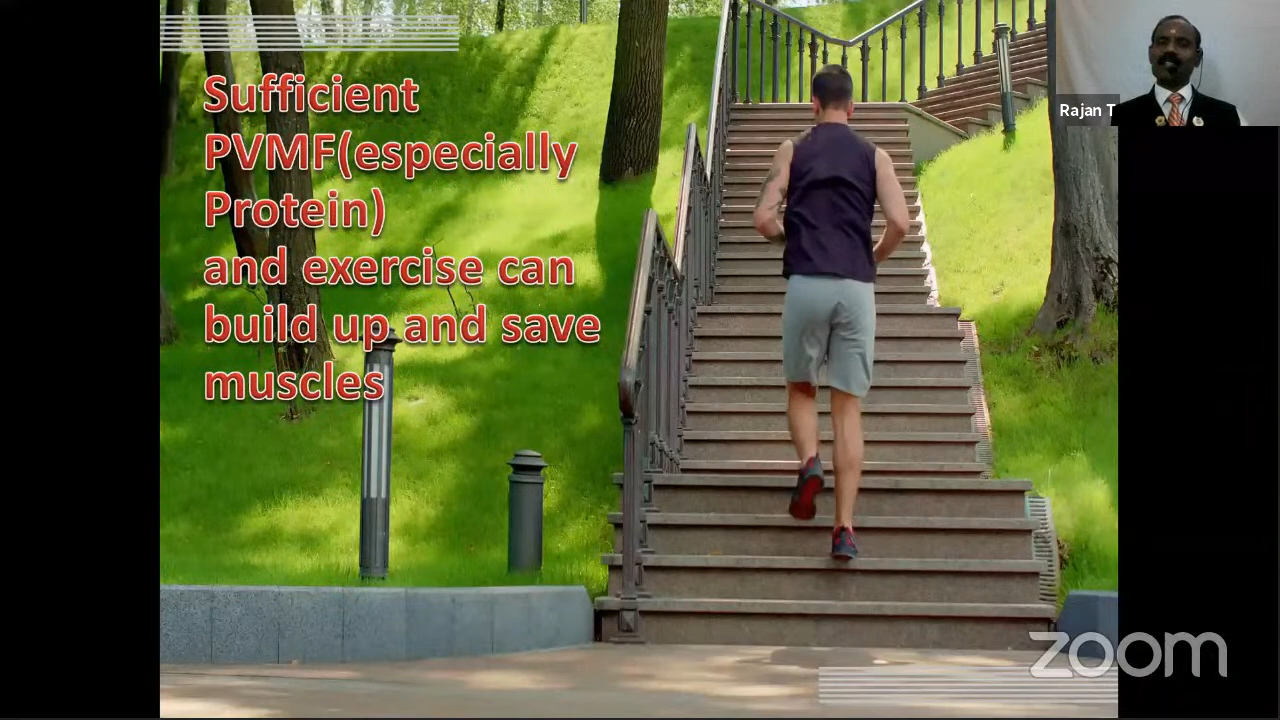 Sufficient
PVMF(especially
Protein)
and exercise can
build up and save
muscles
Rajan T
zoom